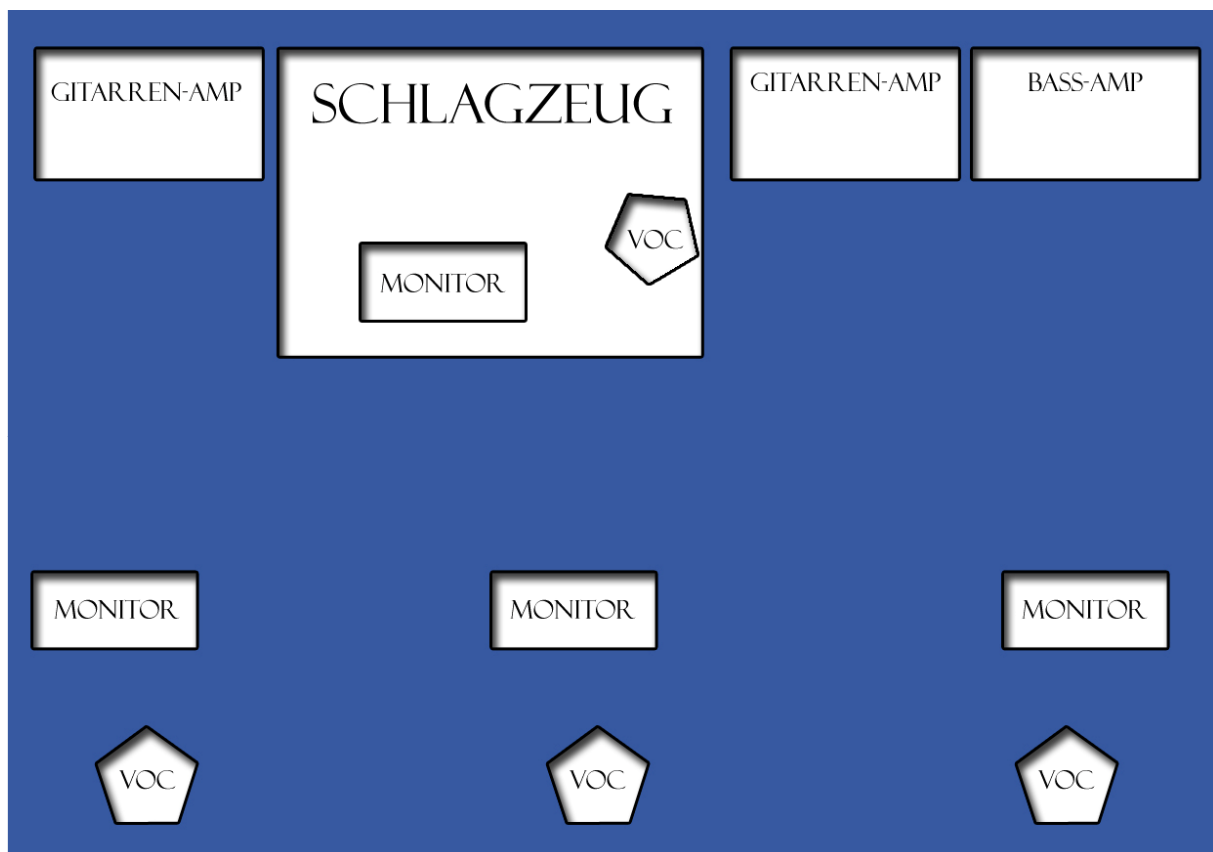 GITARREN-AMP
SCHLAGZEUG
GITARREN-AMP
BASS-AMP
VOC
MONITOR
MONITOR
MONITOR
MONITOR
VOC
VOC
VOC